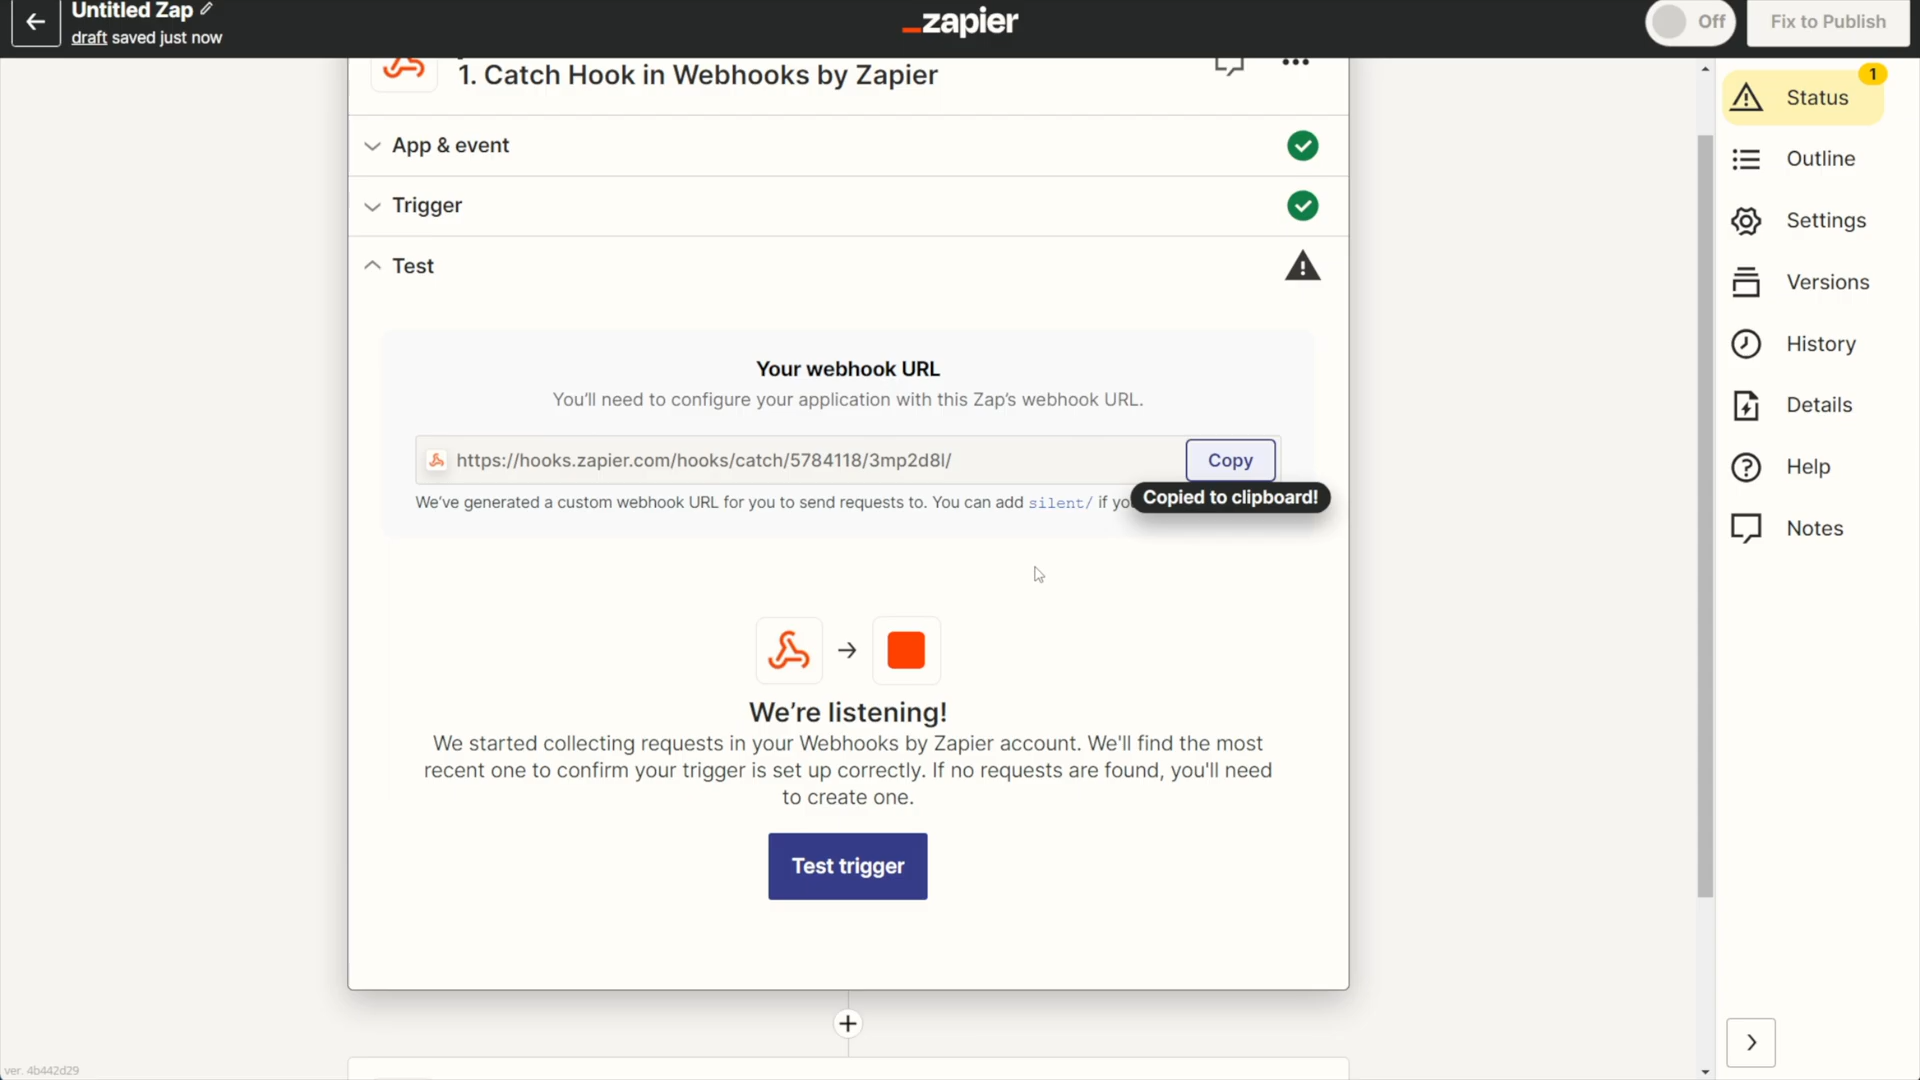 Untitled Zap
draft saved just now
zapier
Off
Fix to Publish
1. Catch Hook in Webhooks by Zapier
App & event
Trigger
Test
Your webhook URL
You'll need to configure your application with this Zap's webhook URL.
https://hooks.zapier.com/hooks/catch/5784118/3mp2d8l/
Copy
We've generated a custom webhook URL for you to send requests to. You can add silent/ if
Copied to clipboard!
We're listening!
We started collecting requests in your Webhooks by Zapier account. We'll find the most
recent one to confirm your trigger is set up correctly. If no requests are found, you'll need
to create one.
Test trigger
1
Status
Outline
Settings
Versions
History
Details
Help
Notes
ver. 4b442d29